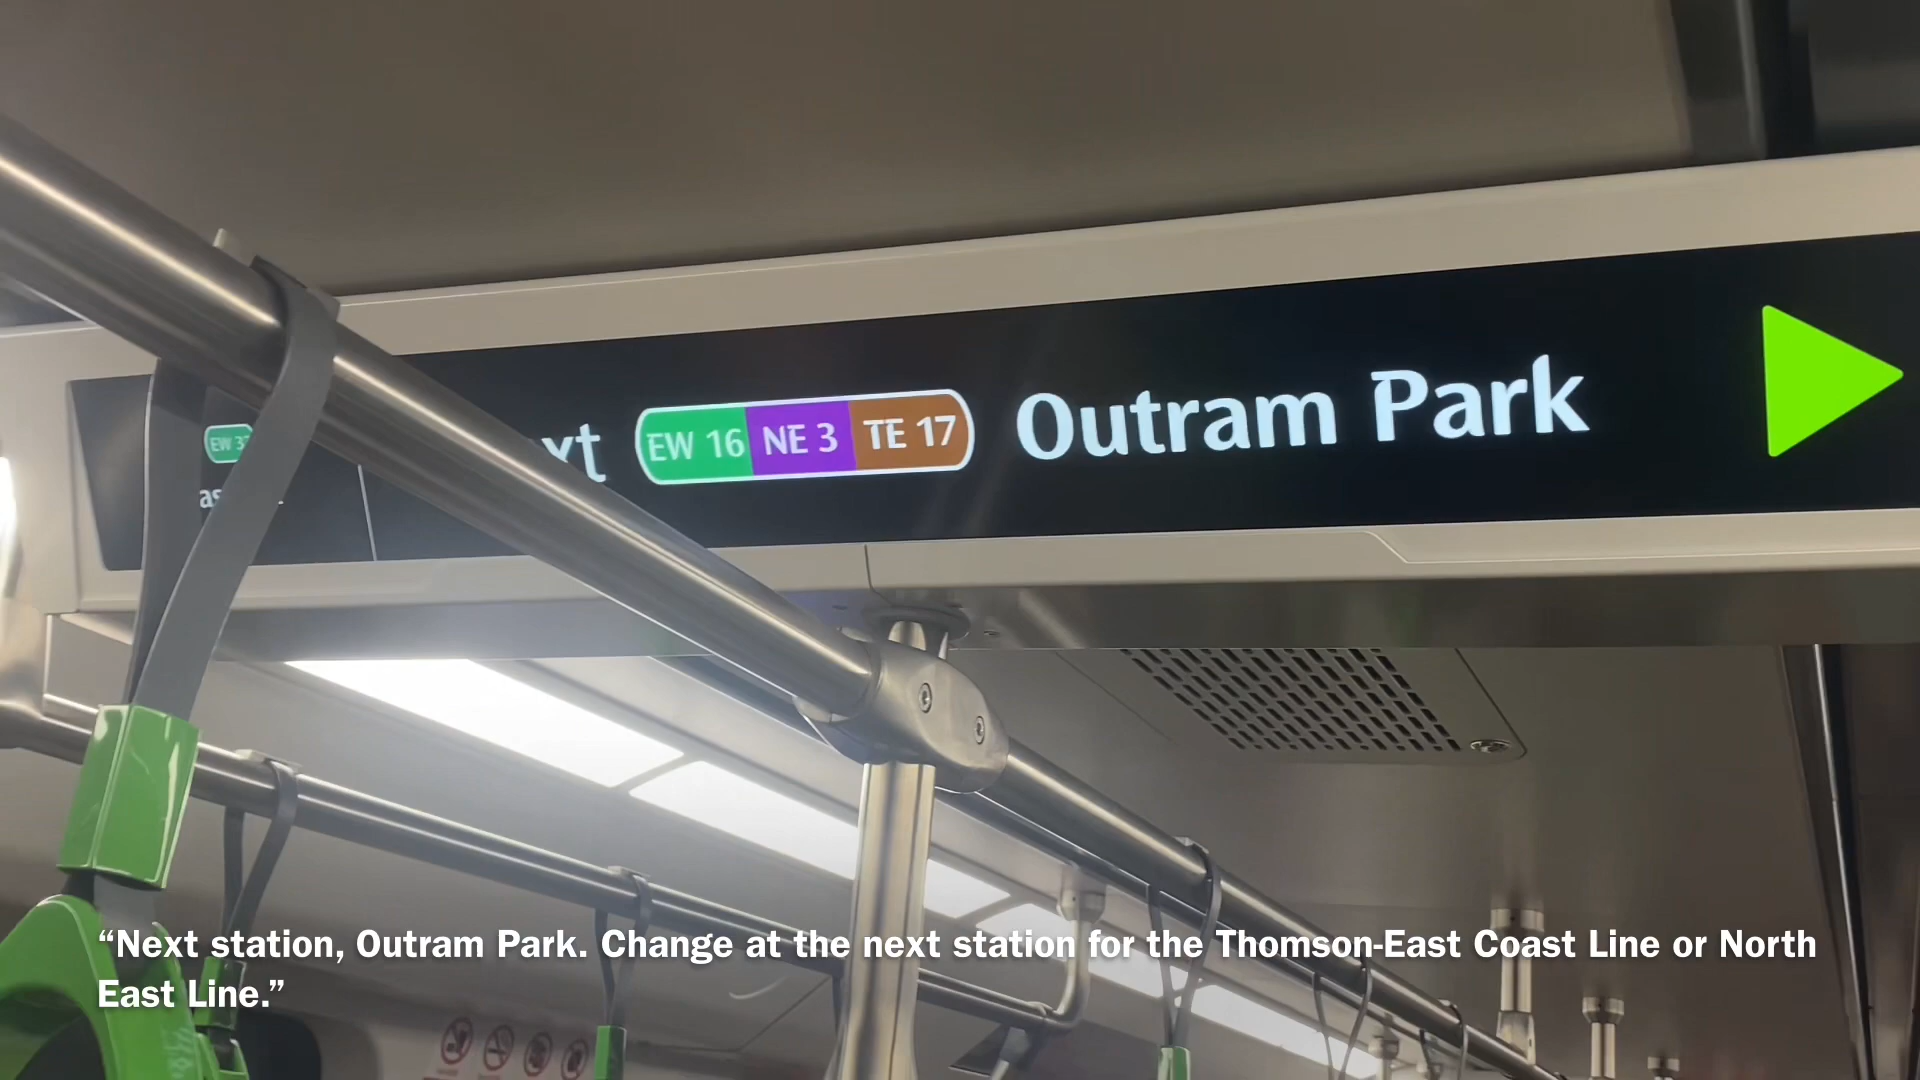 EW 16 NE 3 TE 17 Outram Park
“Next station, Outram Park. Change at the next station for the Thomson-East Coast Line or North
East Line.”